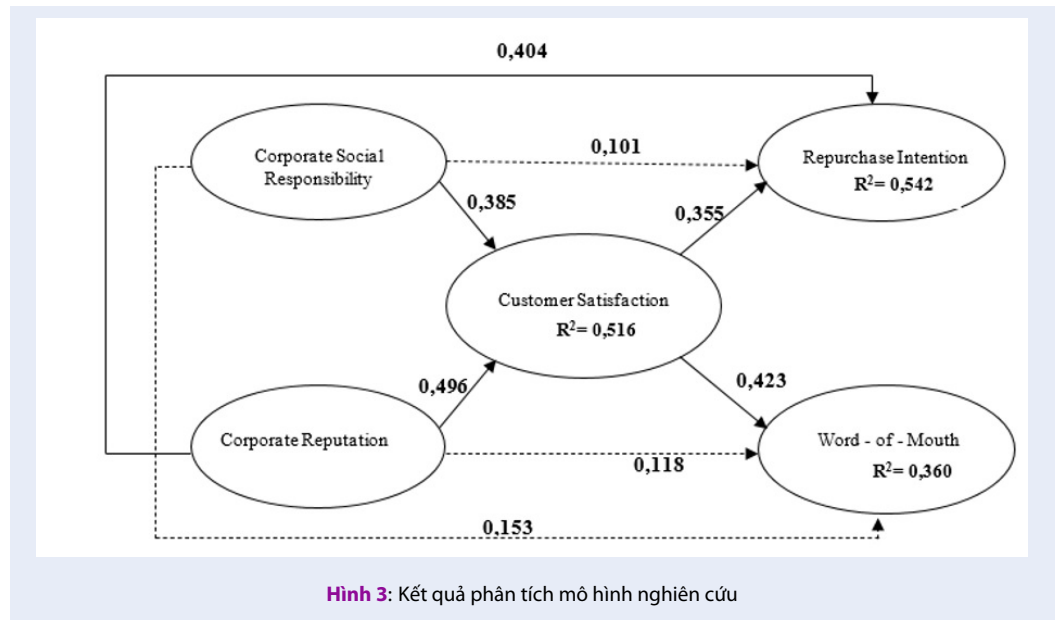 0,404
Corporate Social
Responsibility
0,101
Repurchase Intention
R²= 0,542
0,385
0,355
Customer Satisfaction
R²= 0,516
0,496
0,423
Corporate Reputation
0,118
Word - of - Mouth
R²= 0,360
0,153
Hình 3: Kết quả phân tích mô hình nghiên cứu